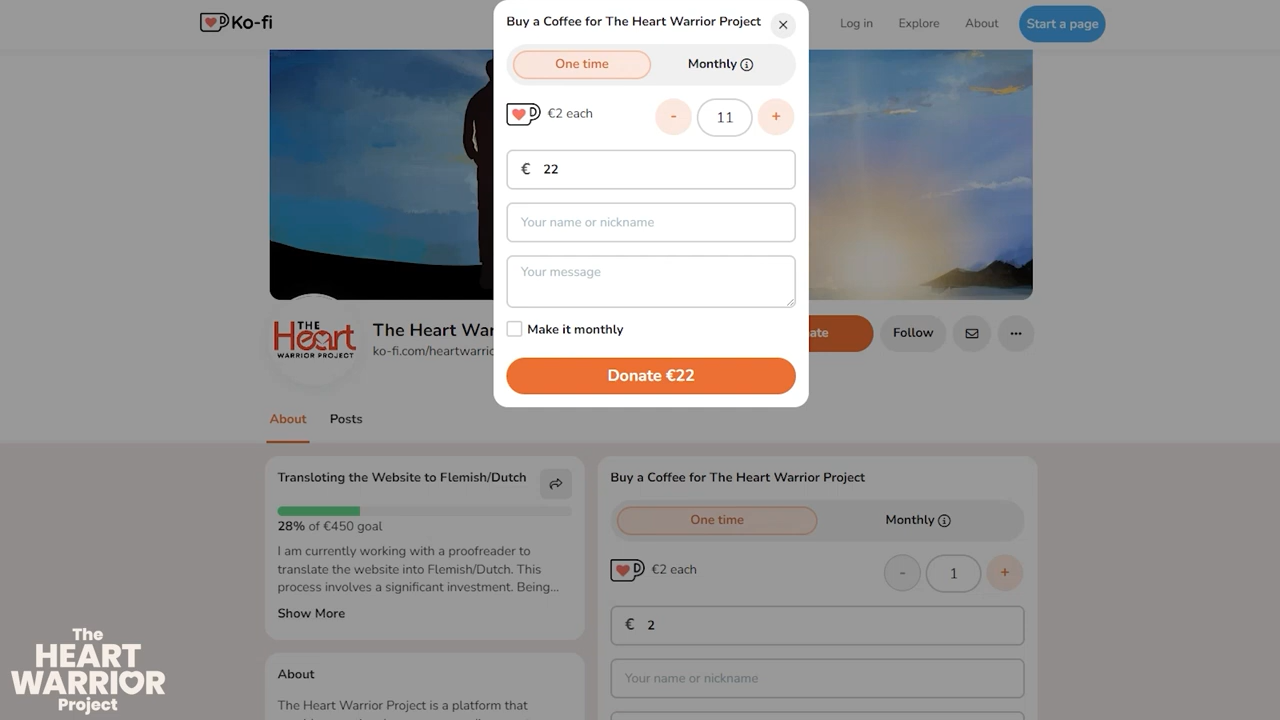 Ko-fi
Log in
Explore
About
Start a page
Buy a Coffee for The Heart Warrior Project
One time
Monthly
€2 each
-
11
+
€ 22
Your name or nickname
Your message
Make it monthly
Donate €22
THE
Heart
WARRIOR PROJECT
The Heart War
ko-fi.com/heartwarrio
ate
Follow
About
Posts
Transloting the Website to Flemish/Dutch
28% of €450 goal
I am currently working with a proofreader to
translate the website into Flemish/Dutch. This
process involves a significant investment. Being...
Show More
About
The Heart Warrior Project is a platform that
Buy a Coffee for The Heart Warrior Project
One time
Monthly
€2 each
-
1
+
€ 2
Your name or nickname
The
HEART
WARRIOR
Project